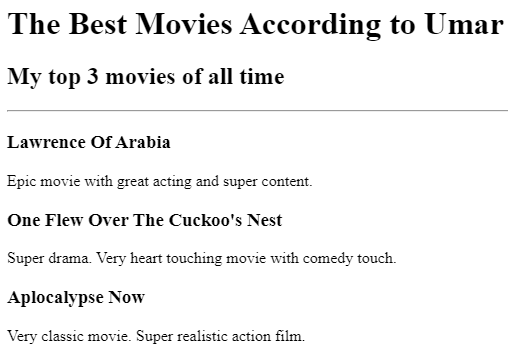 The Best Movies According to Umar
My top 3 movies of all time
Lawrence Of Arabia
Epic movie with great acting and super content.
One Flew Over The Cuckoo's Nest
Super drama. Very heart touching movie with comedy touch.
Aplocalypse Now
Very classic movie. Super realistic action film.